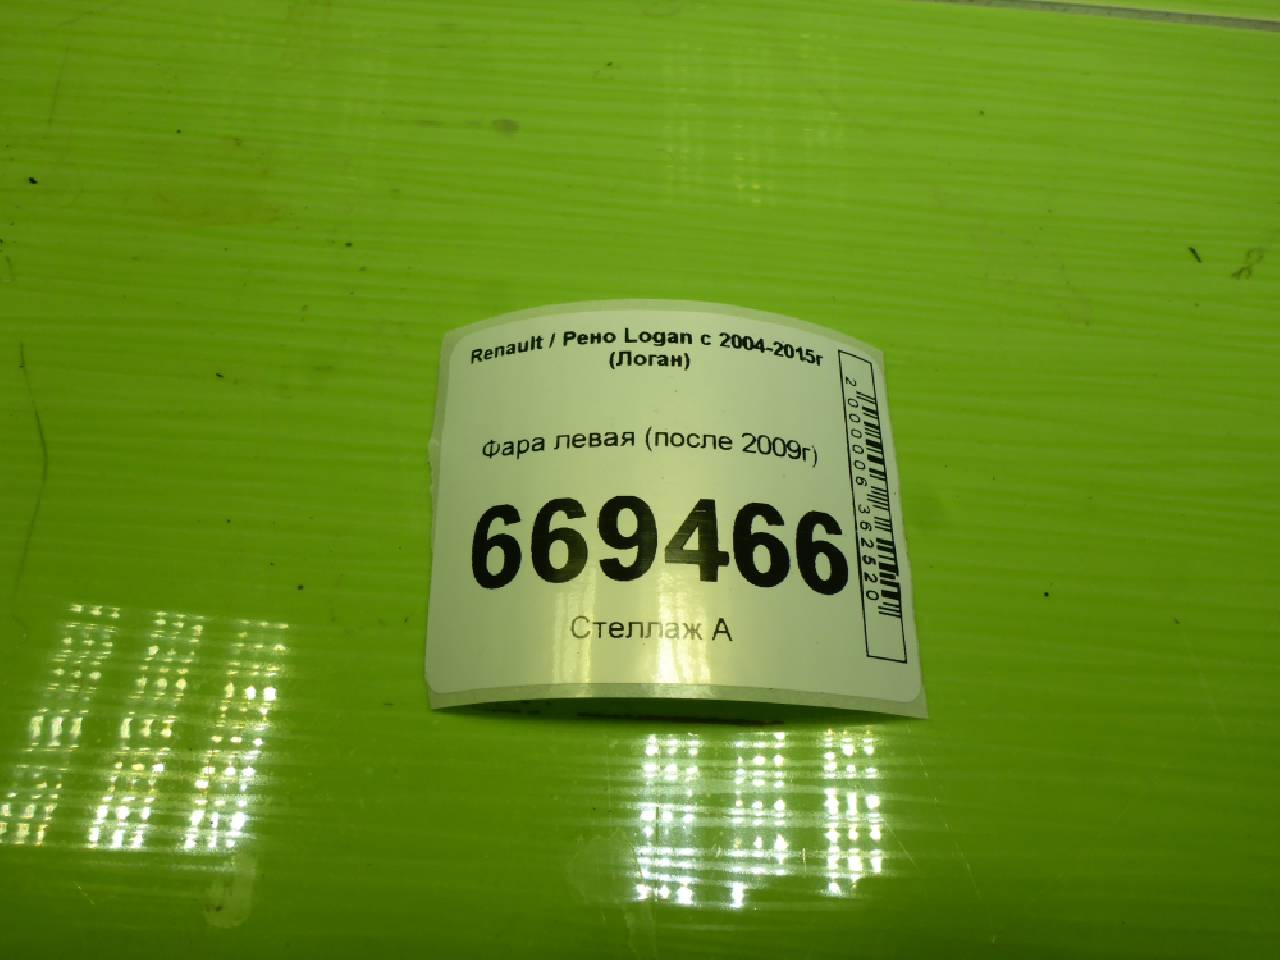 Renault / Рено Logan с 2004-2015г
(Логан)
Фара левая (после 2009г)
669466
Стеллаж А
2000006362520